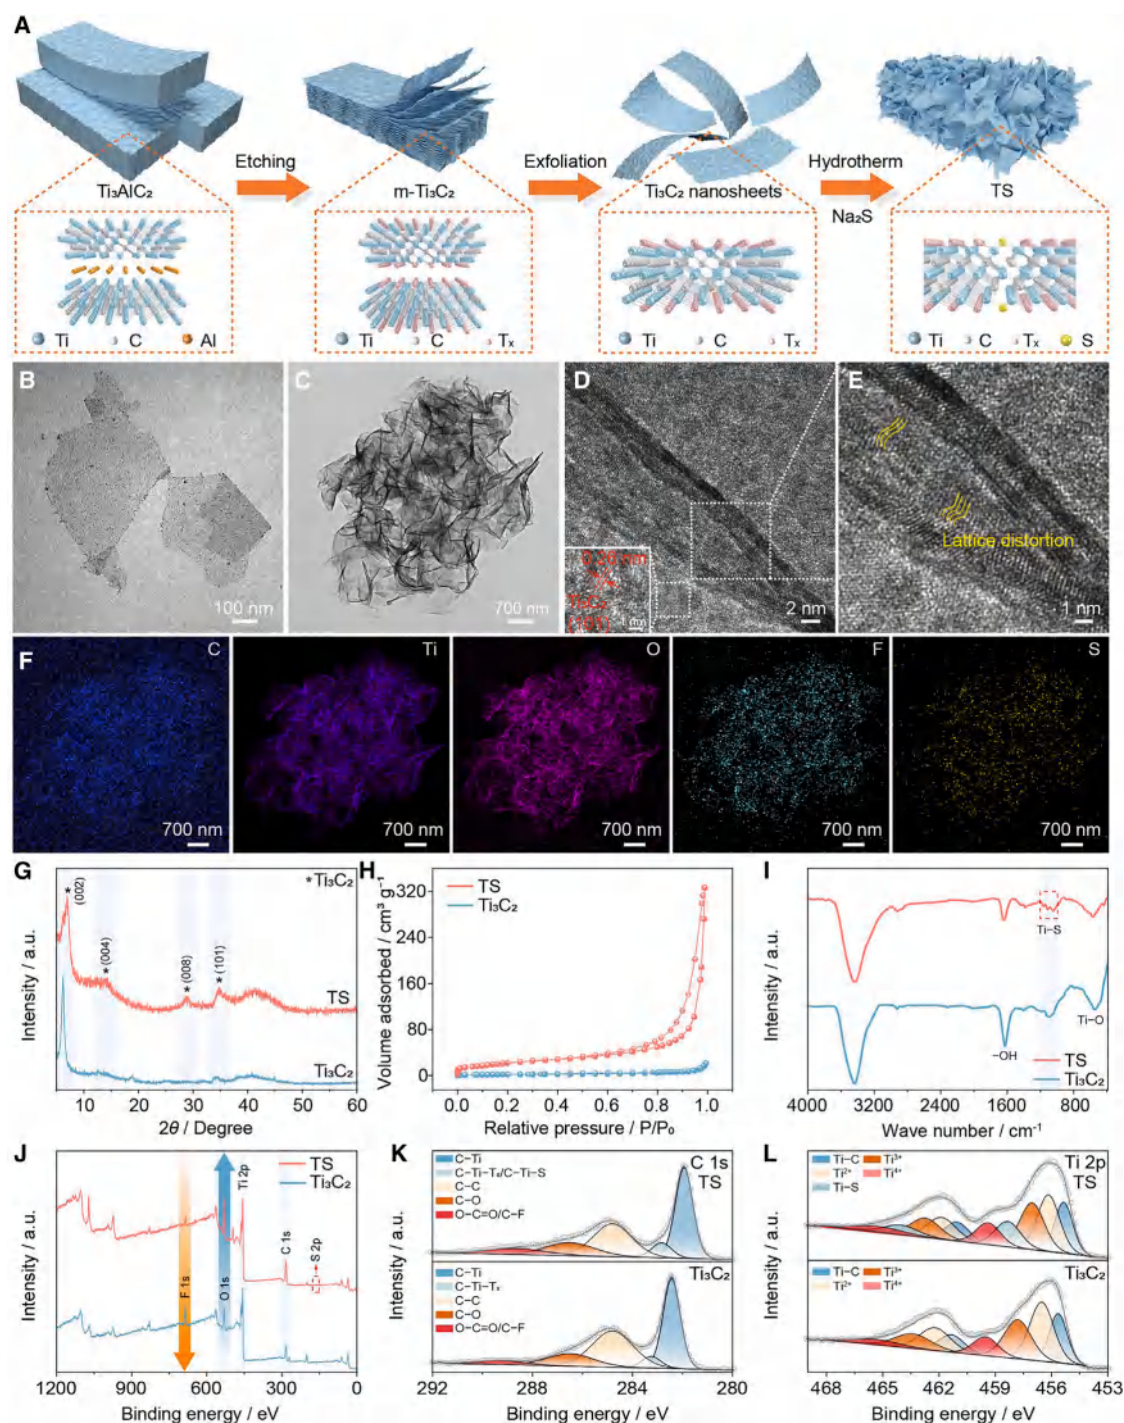 A
Ti₃AlC₂
Etching
m-Ti₃C₂
Exfoliation
Ti₃C₂ nanosheets
Hydrotherm
Na₂S
TS
Ti C Al
Ti C Tₓ
Ti C Tₓ
Ti C Tₓ S
B
100 nm
C
700 nm
D
0.26 nm
Ti₃C₂
(101)
1 nm
2 nm
E
Lattice distortion
1 nm
F
C
700 nm
Ti
700 nm
O
700 nm
F
700 nm
S
700 nm
G
*Ti₃C₂
* (002)
* (004)
* (008)
* (101)
TS
Ti₃C₂
Intensity / a.u.
10 20 30 40 50 60
2θ / Degree
H
TS
Ti₃C₂
Volume adsorbed / cm³ g⁻¹
320
240
160
80
0
0.0 0.2 0.4 0.6 0.8 1.0
Relative pressure / P/P₀
I
Ti−S
Ti−O
−OH
TS
Ti₃C₂
Intensity / a.u.
4000 3200 2400 1600 800
Wave number / cm⁻¹
J
TS
Ti₃C₂
F 1s
O 1s
Ti 2p
C 1s
S 2p
Intensity / a.u.
1200 900 600 300 0
Binding energy / eV
K
C−Ti
C−Ti−Tₓ/C−Ti−S
C−C
C−O
O−C=O/C−F
C 1s
TS
C−Ti
C−Ti−Tₓ
C−C
C−O
O−C=O/C−F
Ti₃C₂
Intensity / a.u.
292 288 284 280
Binding energy / eV
L
Ti−C Ti³⁺
Ti²⁺ Ti⁴⁺
Ti−S
Ti 2p
TS
Ti−C Ti³⁺
Ti²⁺ Ti⁴⁺
Ti₃C₂
Intensity / a.u.
468 465 462 459 456 453
Binding energy / eV